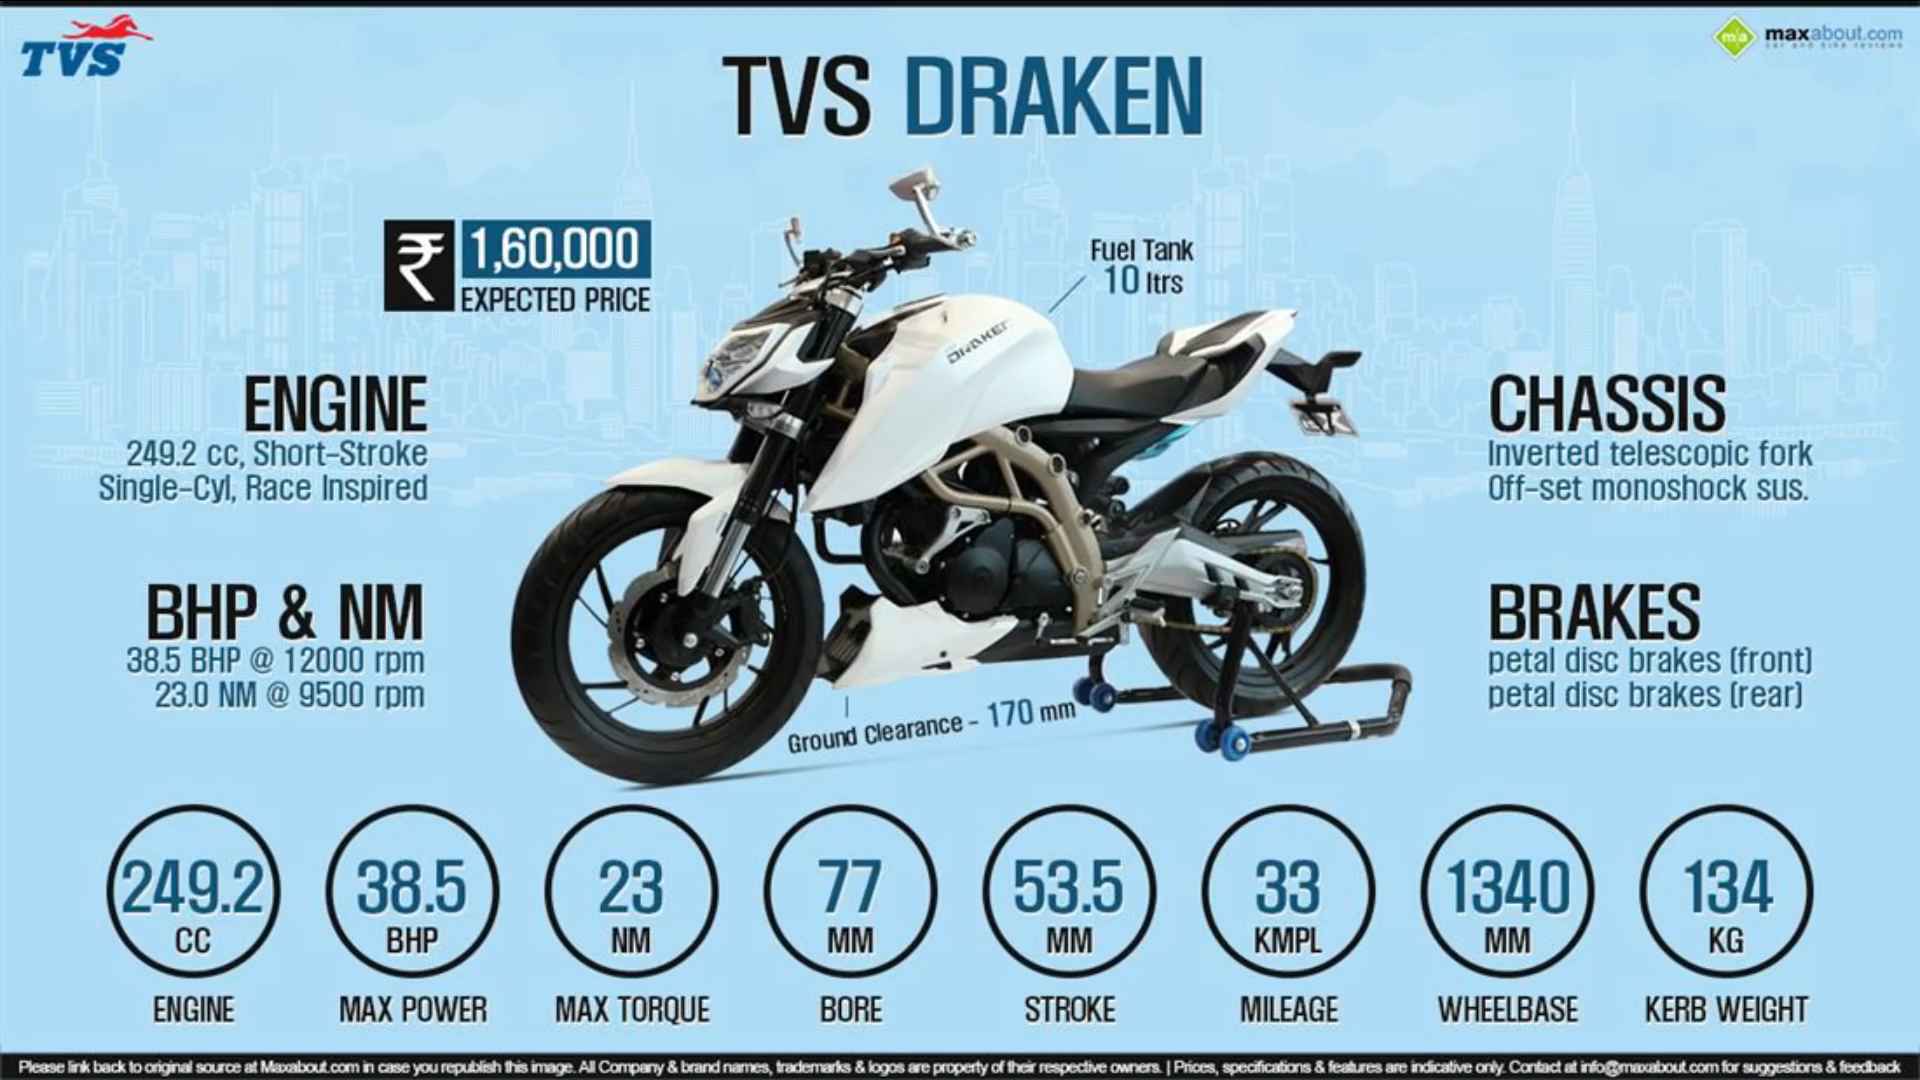 TVS
maxabout.com
car and bike reviews
TVS DRAKEN
₹ 1,60,000
EXPECTED PRICE
Fuel Tank
10 ltrs
DRAKEN
ENGINE
249.2 cc, Short-Stroke
Single-Cyl, Race Inspired
CHASSIS
Inverted telescopic fork
Off-set monoshock sus.
BHP & NM
38.5 BHP @ 12000 rpm
23.0 NM @ 9500 rpm
BRAKES
petal disc brakes (front)
petal disc brakes (rear)
Ground Clearance - 170 mm
249.2
CC
ENGINE
38.5
BHP
MAX POWER
23
NM
MAX TORQUE
77
MM
BORE
53.5
MM
STROKE
33
KMPL
MILEAGE
1340
MM
WHEELBASE
134
KG
KERB WEIGHT
Please link back to original source at Maxabout.com in case you republish this image. All Company & brand names, trademarks & logos are property of their respective owners. | Prices, specifications & features are indicative only. Contact at info@maxabout.com for suggestions & feedback